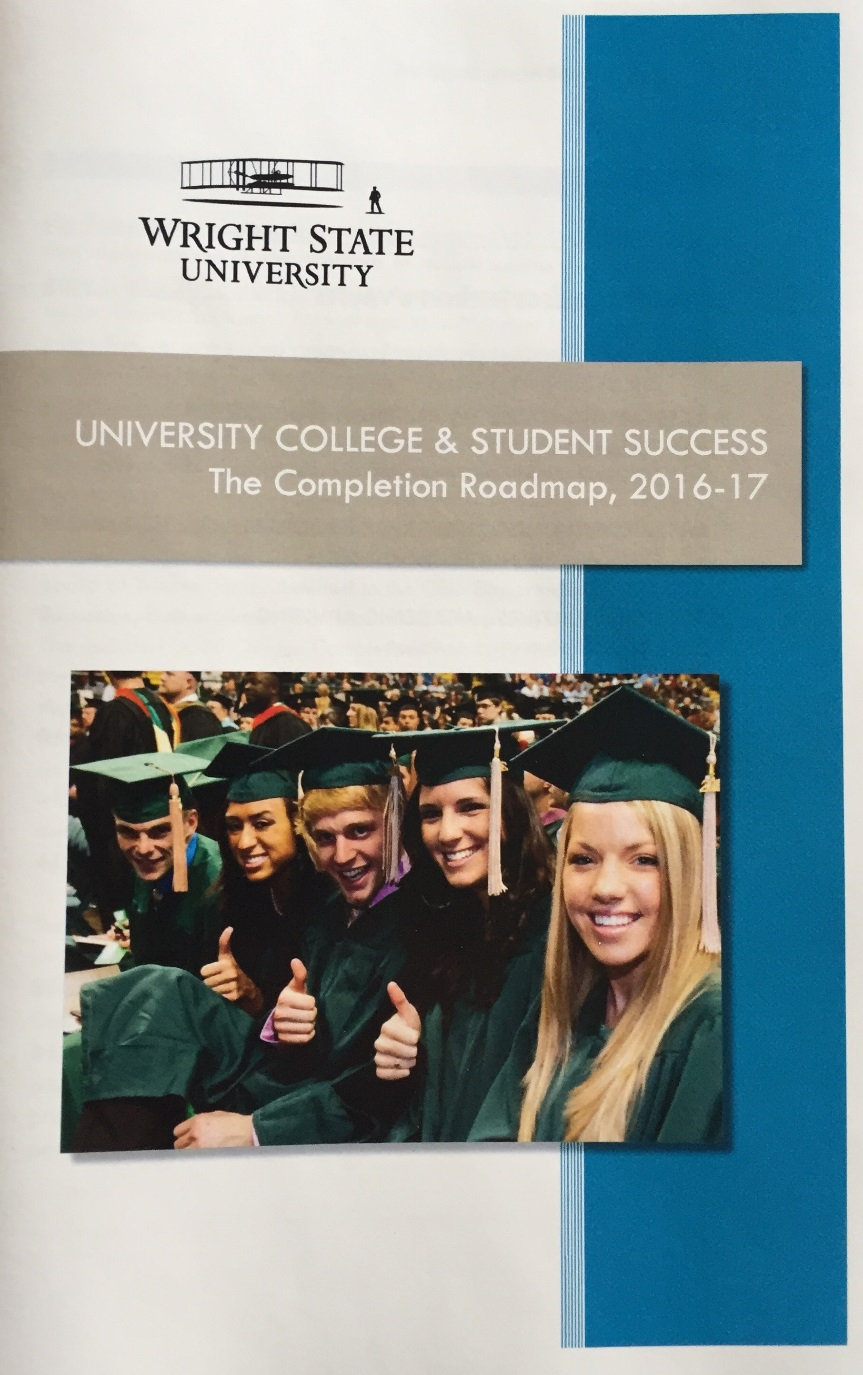 WRIGHT STATE
UNIVERSITY
UNIVERSITY COLLEGE & STUDENT SUCCESS
The Completion Roadmap, 2016-17